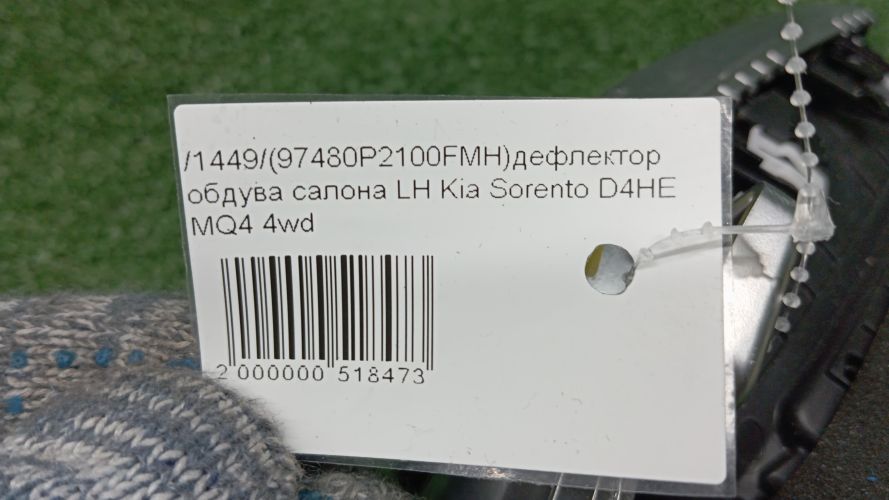 /1449/(97480P2100FMH)дефлектор
обдува салона LH Kia Sorento D4HE
MQ4 4wd
2 000000 518473